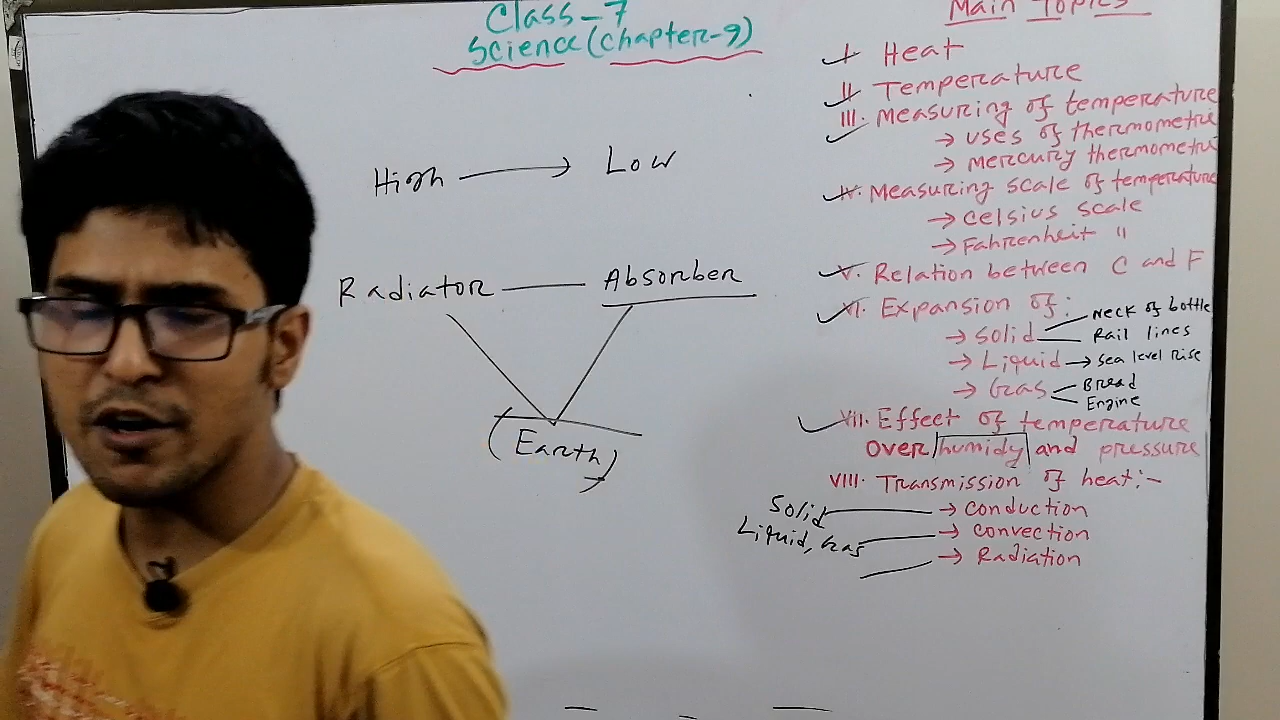 Class-7
Science (chapter-9)
High → Low
Radiator — Absorber
(Earth)
Main Topics
I Heat
II Temperature
III. Measuring of temperature
→ uses of thermometri
→ Mercury thermometri
IV. Measuring scale of temperature
→ Celsius scale
→ Fahrenheit "
V. Relation between C and F
VI. Expansion of:
→ Solid Neck of bottle
Rail lines
→ Liquid → Sea level rise
→ Gas Bread
Engine
VII. Effect of temperature
over humidy and pressure
VIII. Transmission of heat:-
Solid → conduction
Liquid, Gas → convection
→ Radiation